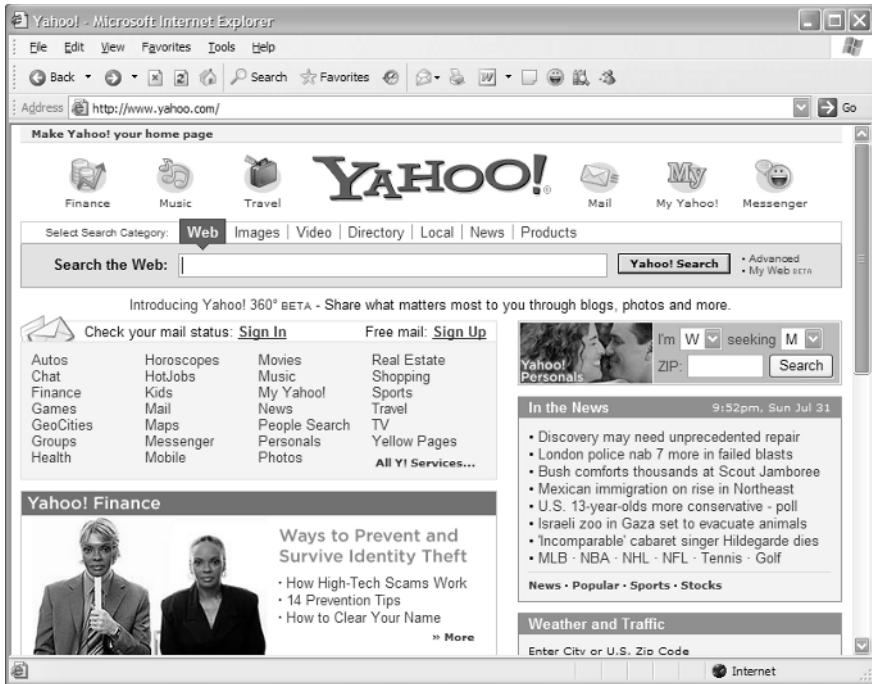 Yahoo! - Microsoft Internet Explorer
File Edit View Favorites Tools Help
Back Search Favorites
Address http://www.yahoo.com/ Go
Make Yahoo! your home page
YAHOO!
Finance Music Travel Mail My Yahoo! Messenger
Select Search Category: Web Images | Video | Directory | Local | News | Products
Search the Web: Yahoo! Search
• Advanced
• My Web BETA
Introducing Yahoo! 360° BETA - Share what matters most to you through blogs, photos and more.
Check your mail status: Sign In Free mail: Sign Up
Autos Horoscopes Movies Real Estate
Chat HotJobs Music Shopping
Finance Kids My Yahoo! Sports
Games Mail News Travel
GeoCities Maps People Search TV
Groups Messenger Personals Yellow Pages
Health Mobile Photos All Y! Services...
Yahoo! Finance
Ways to Prevent and
Survive Identity Theft
· How High-Tech Scams Work
· 14 Prevention Tips
· How to Clear Your Name
» More
Yahoo!
Personals
I'm W seeking M
ZIP: Search
In the News 9:52pm, Sun Jul 31
• Discovery may need unprecedented repair
• London police nab 7 more in failed blasts
• Bush comforts thousands at Scout Jamboree
• Mexican immigration on rise in Northeast
• U.S. 13-year-olds more conservative - poll
• Israeli zoo in Gaza set to evacuate animals
• 'Incomparable' cabaret singer Hildegarde dies
• MLB · NBA · NHL · NFL · Tennis · Golf
News · Popular · Sports · Stocks
Weather and Traffic
Enter City or U.S. Zip Code
Internet